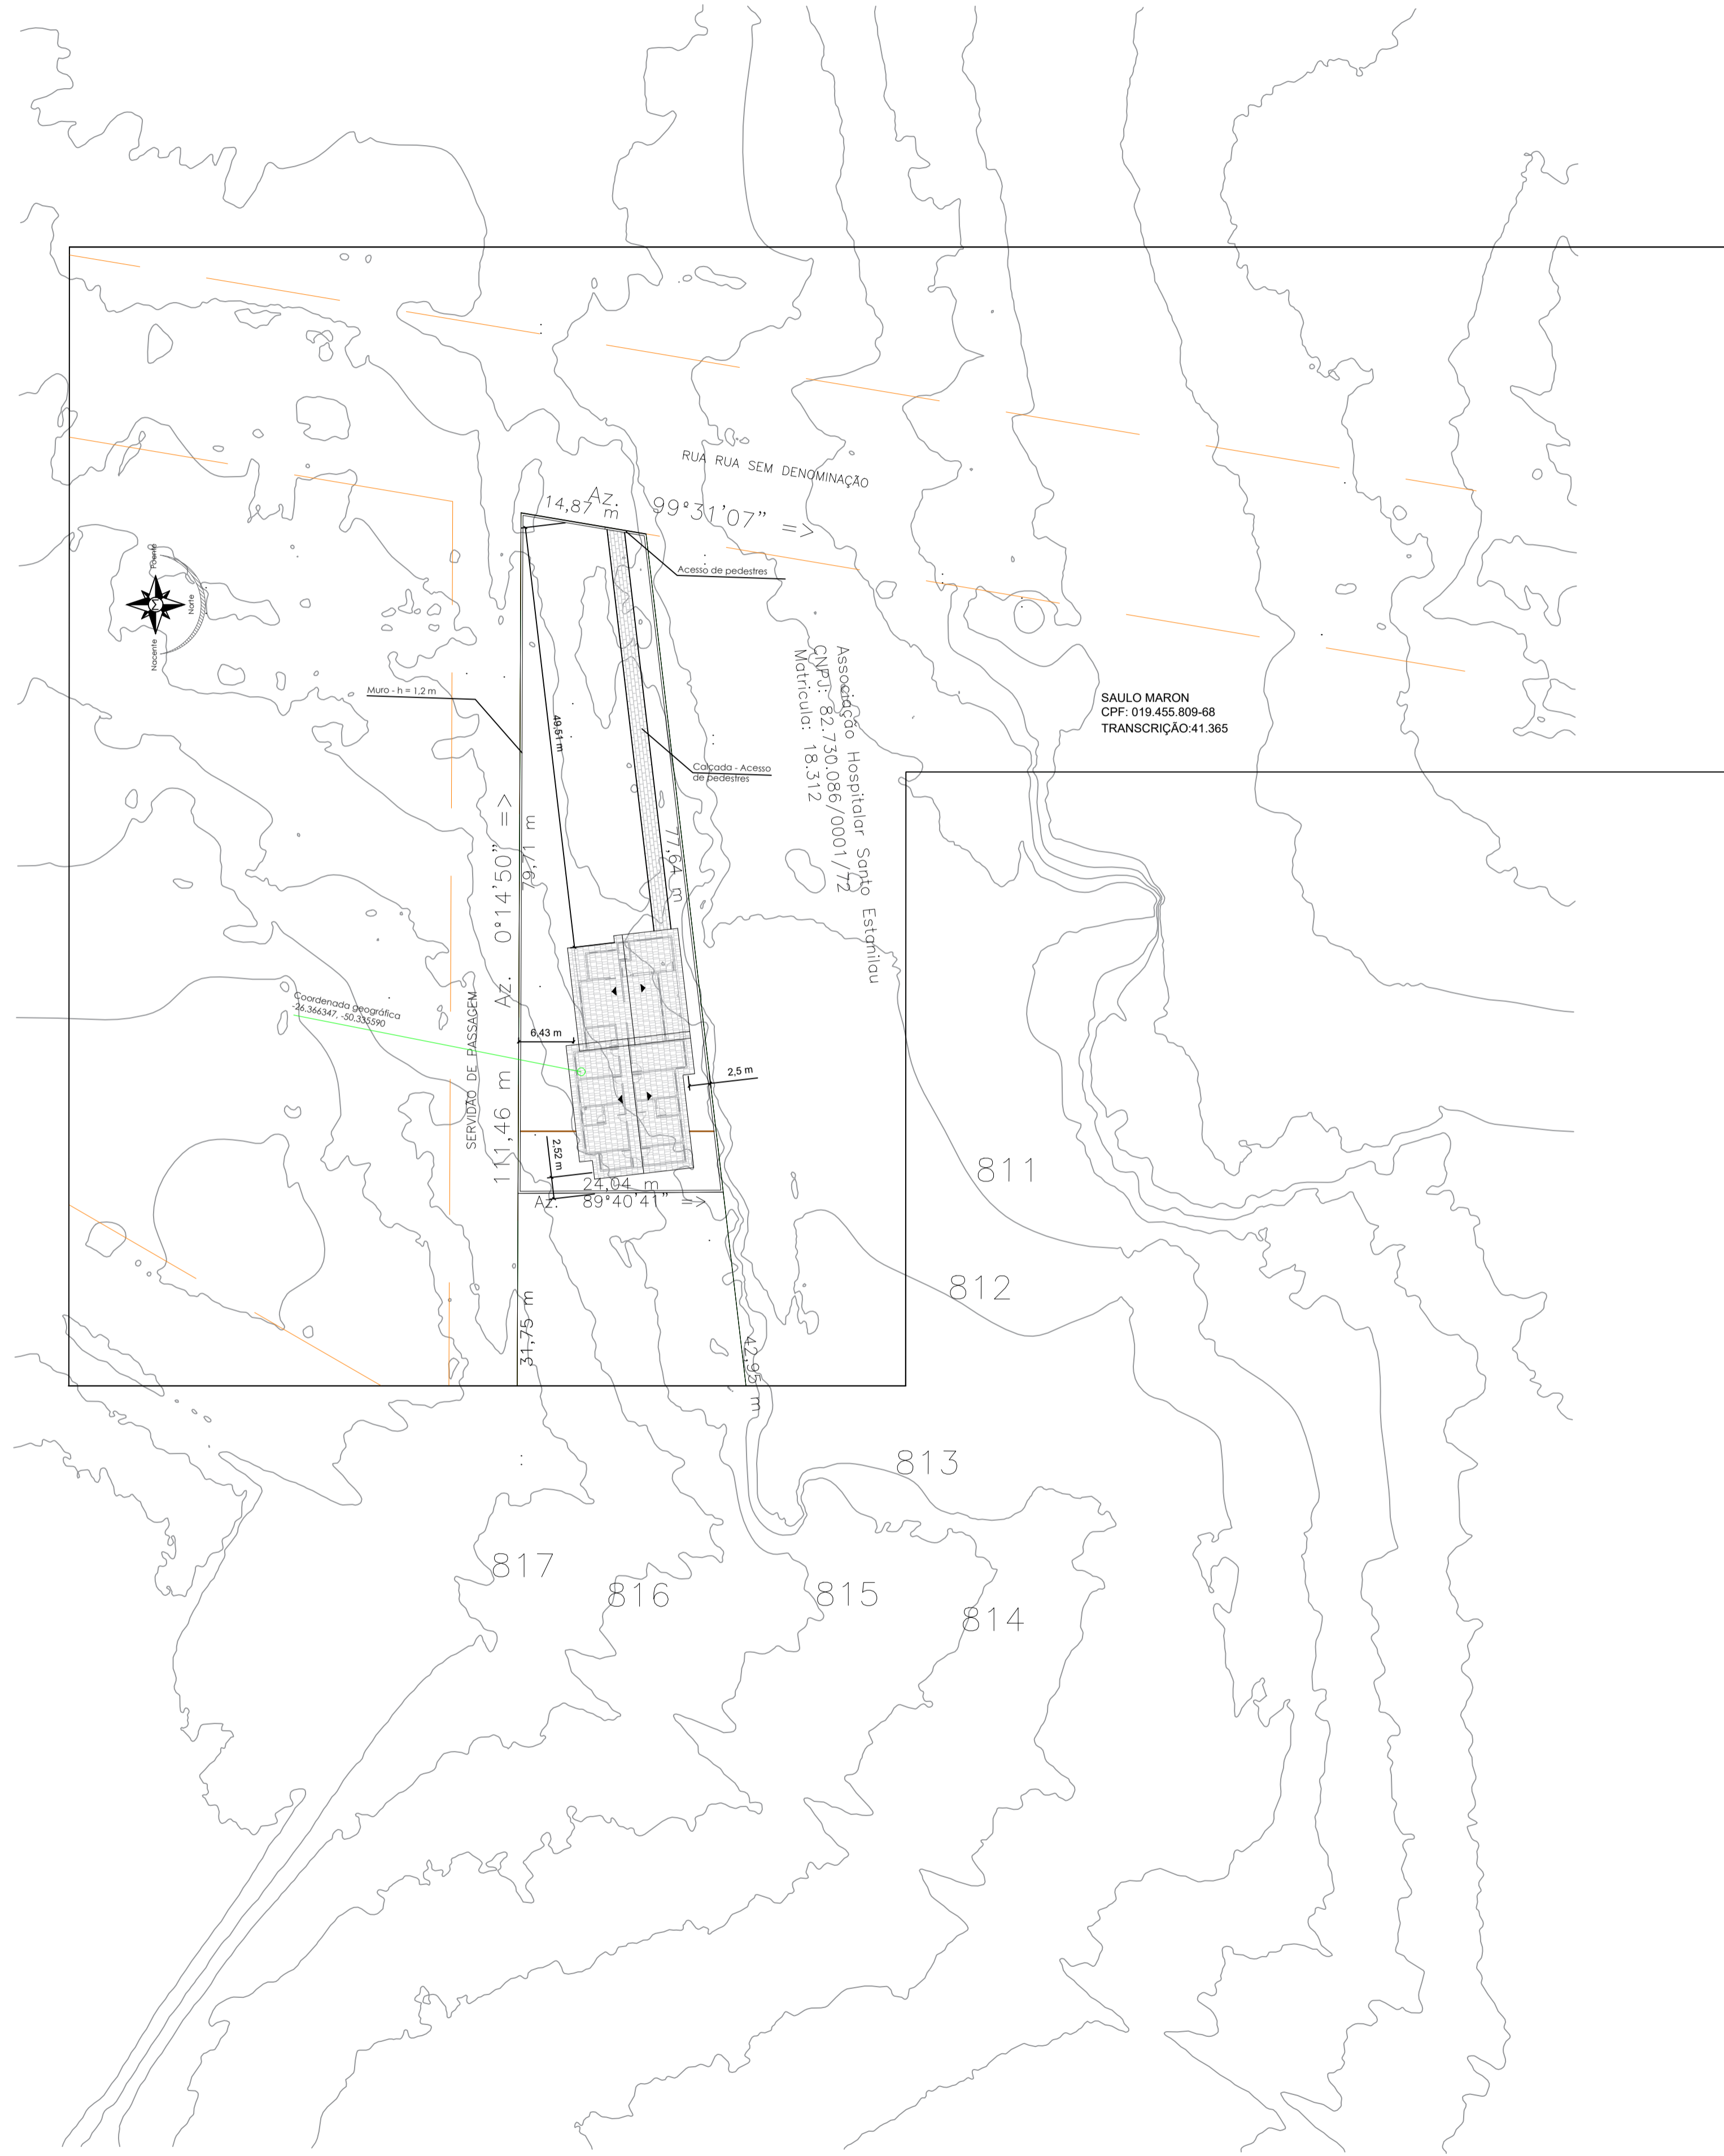 RUA RUA SEM DENOMINAÇÃO
Az. 99°31'07" =>
14,87 m
Acesso de pedestres
Poente
Norte
Nacente
Muro - h = 1,2 m
49,51 m
Associação Hospitalar Santo Estanilau
CNPJ: 82.730.086/0001/72
Matricula: 18.312
SAULO MARON
CPF: 019.455.809-68
TRANSCRIÇÃO:41.365
Calçada - Acesso
de pedestres
77,64 m
79,71 m
111,46 m Az. 0°14'50" =>
SERVIDÃO DE PASSAGEM
Coordenada geográfica
-26.366347, -50.335590
6,43 m
2,5 m
2,52 m
24,04 m
Az. 89°40'41" =>
31,75 m
42,95 m
811
812
813
817
816
815
814